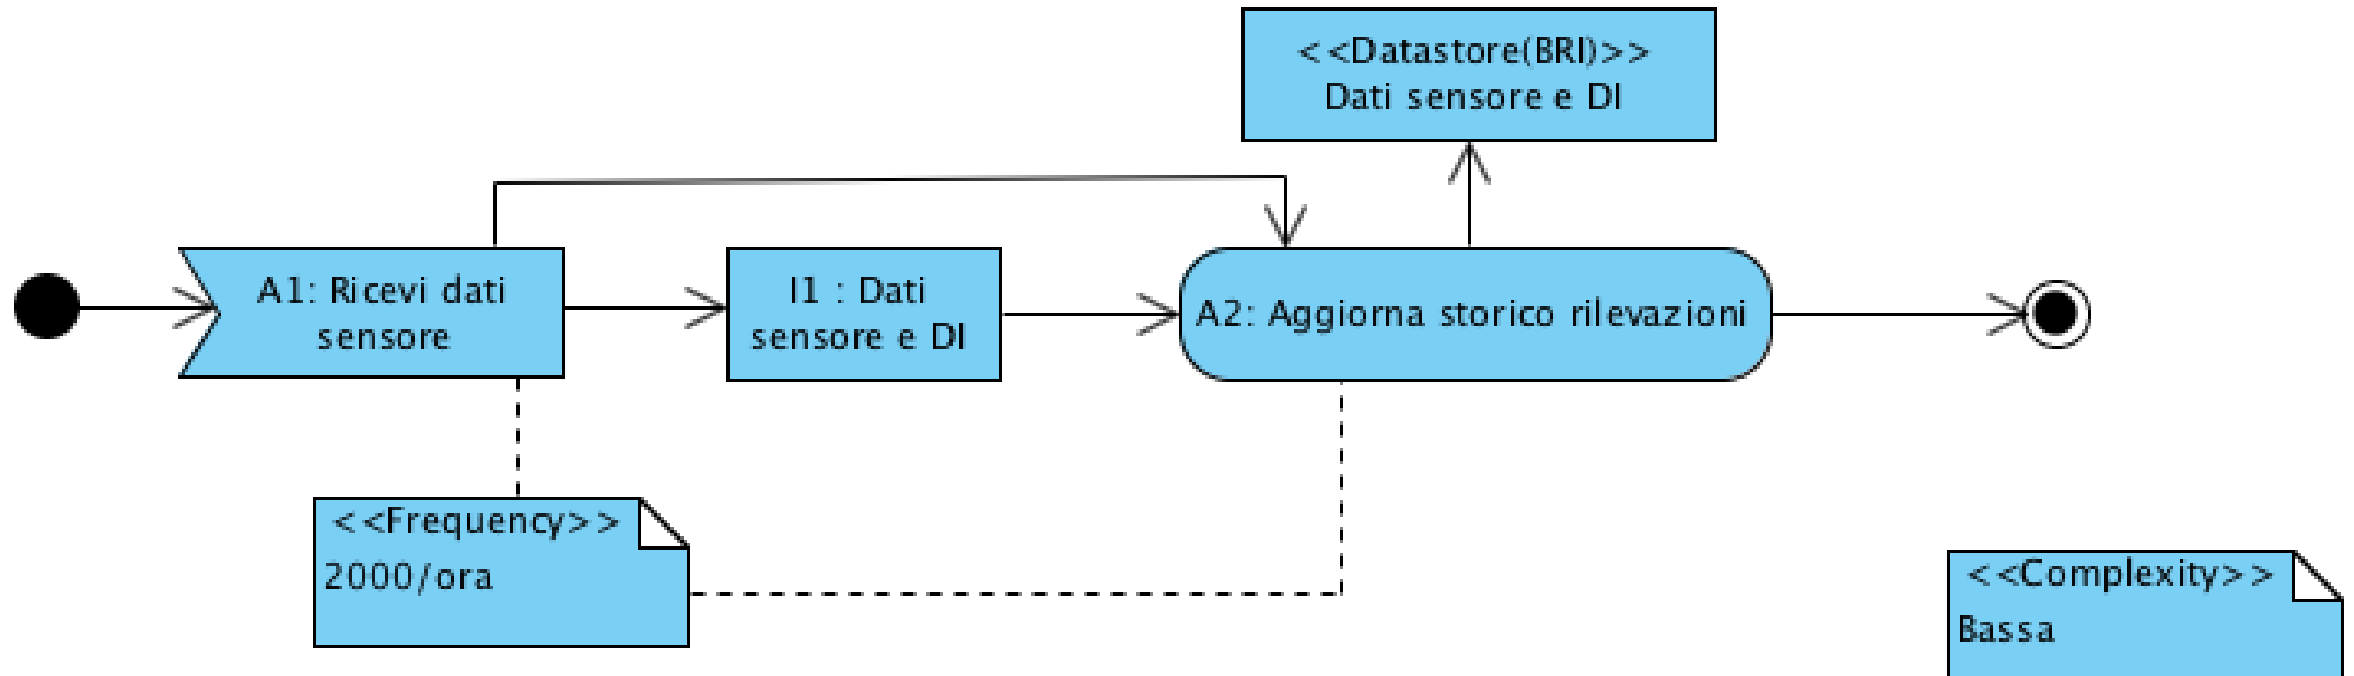 <<Datastore(BRI)>>
Dati sensore e DI
A1: Ricevi dati
sensore
I1 : Dati
sensore e DI
A2: Aggiorna storico rilevazioni
<<Frequency>>
2000/ora
<<Complexity>>
Bassa